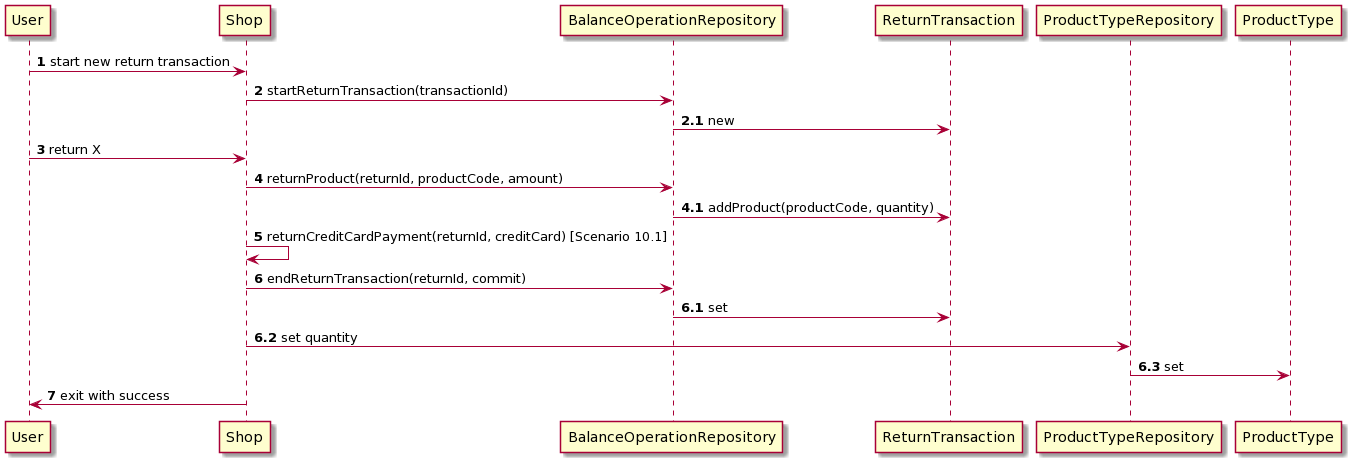 User
Shop
BalanceOperationRepository
ReturnTransaction
ProductTypeRepository
ProductType
1 start new return transaction
2 startReturnTransaction(transactionId)
2.1 new
3 return X
4 returnProduct(returnId, productCode, amount)
4.1 addProduct(productCode, quantity)
5 returnCreditCardPayment(returnId, creditCard) [Scenario 10.1]
6 endReturnTransaction(returnId, commit)
6.1 set
6.2 set quantity
6.3 set
7 exit with success
User
Shop
BalanceOperationRepository
ReturnTransaction
ProductTypeRepository
ProductType